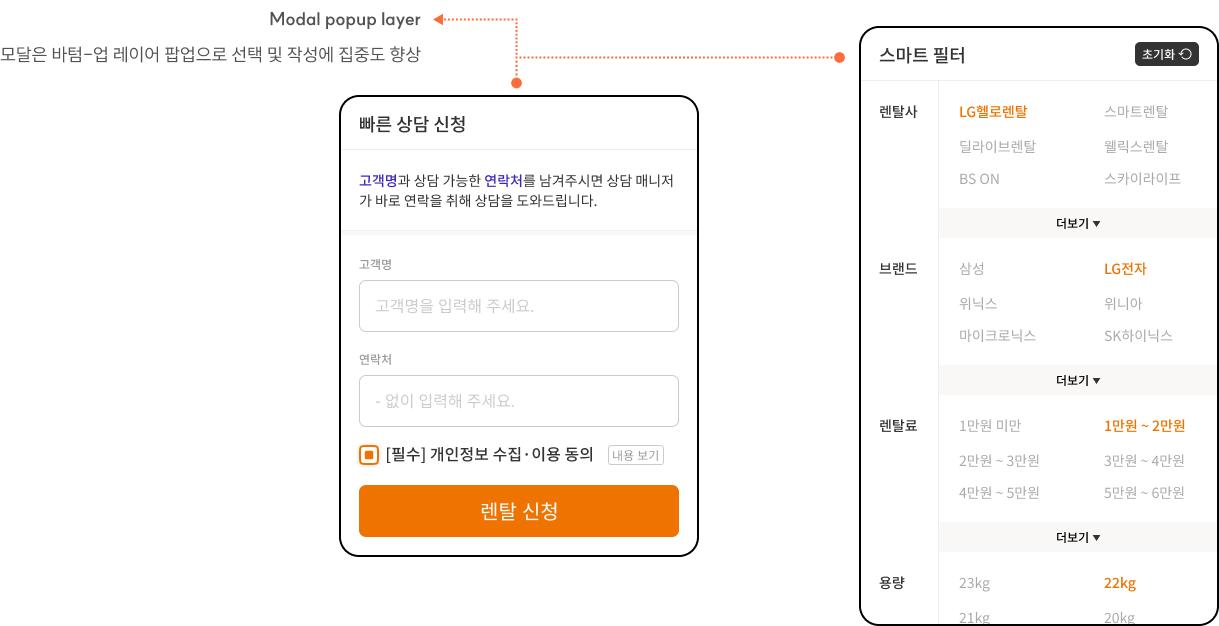 Modal popup layer
모달은 바텀-업 레이어 팝업으로 선택 및 작성에 집중도 향상
빠른 상담 신청
고객명과 상담 가능한 연락처를 남겨주시면 상담 매니저
가 바로 연락을 취해 상담을 도와드립니다.
고객명
고객명을 입력해 주세요.
연락처
- 없이 입력해 주세요.
[필수] 개인정보 수집·이용 동의 내용 보기
렌탈 신청
스마트 필터 초기화
렌탈사 LG헬로렌탈 스마트렌탈
딜라이브렌탈 웰릭스렌탈
BS ON 스카이라이프
더보기 ▼
브랜드 삼성 LG전자
위닉스 위니아
마이크로닉스 SK하이닉스
더보기 ▼
렌탈료 1만원 미만 1만원 ~ 2만원
2만원 ~ 3만원 3만원 ~ 4만원
4만원 ~ 5만원 5만원 ~ 6만원
더보기 ▼
용량 23kg 22kg
21kg 20kg